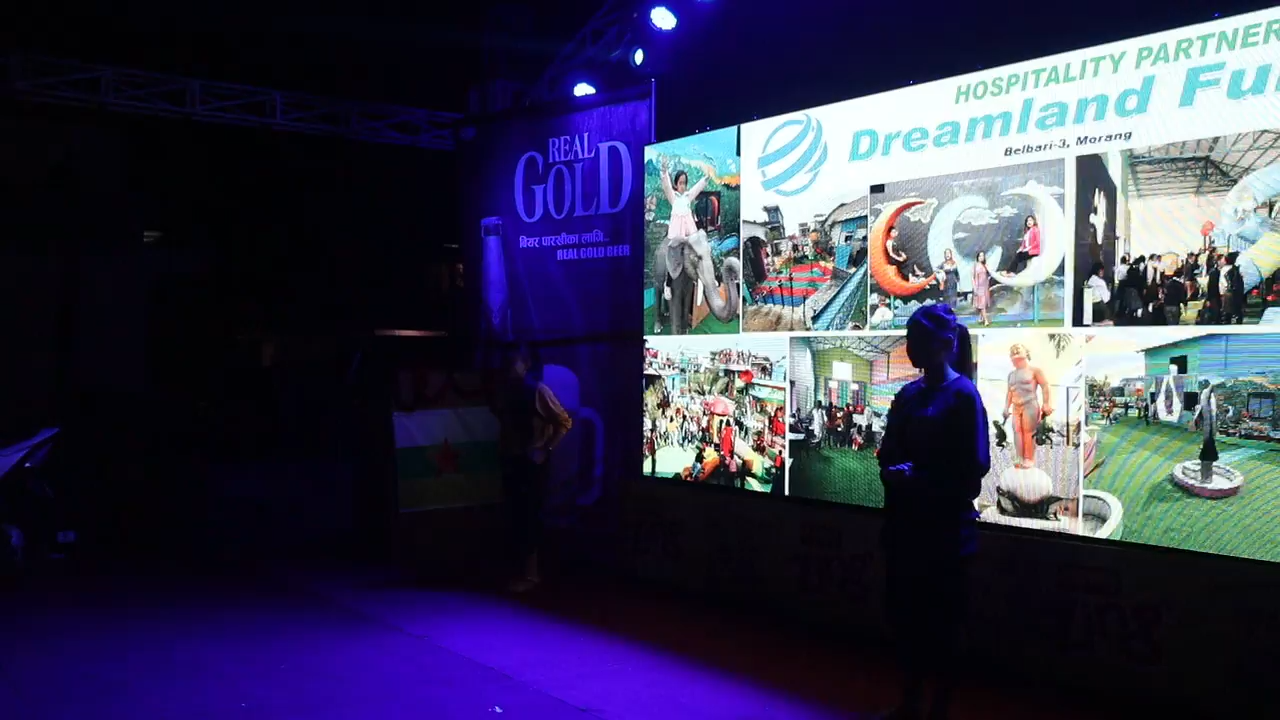 HOSPITALITY PARTNER
Dreamland Fu
Belbari-3, Morang
REAL
GOLD
बियर पारखीका लागि...
REAL GOLD BEER